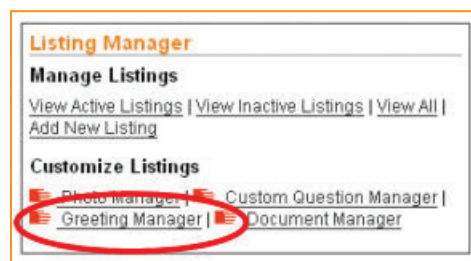 Listing Manager
Manage Listings
View Active Listings | View Inactive Listings | View All |
Add New Listing
Customize Listings
Photo Manager | Custom Question Manager |
Greeting Manager | Document Manager